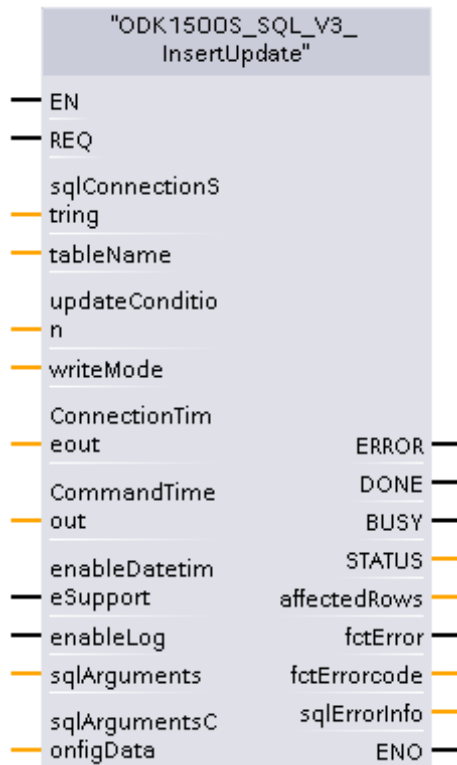 "ODK1500S_SQL_V3_
InsertUpdate"
EN
REQ
sqlConnectionS
tring
tableName
updateConditio
n
writeMode
ConnectionTim
eout
ERROR
CommandTime
DONE
out
BUSY
enableDatetim
STATUS
eSupport
affectedRows
enableLog
fctError
sqlArguments
fctErrorcode
sqlArgumentsC
sqlErrorInfo
onfigData
ENO